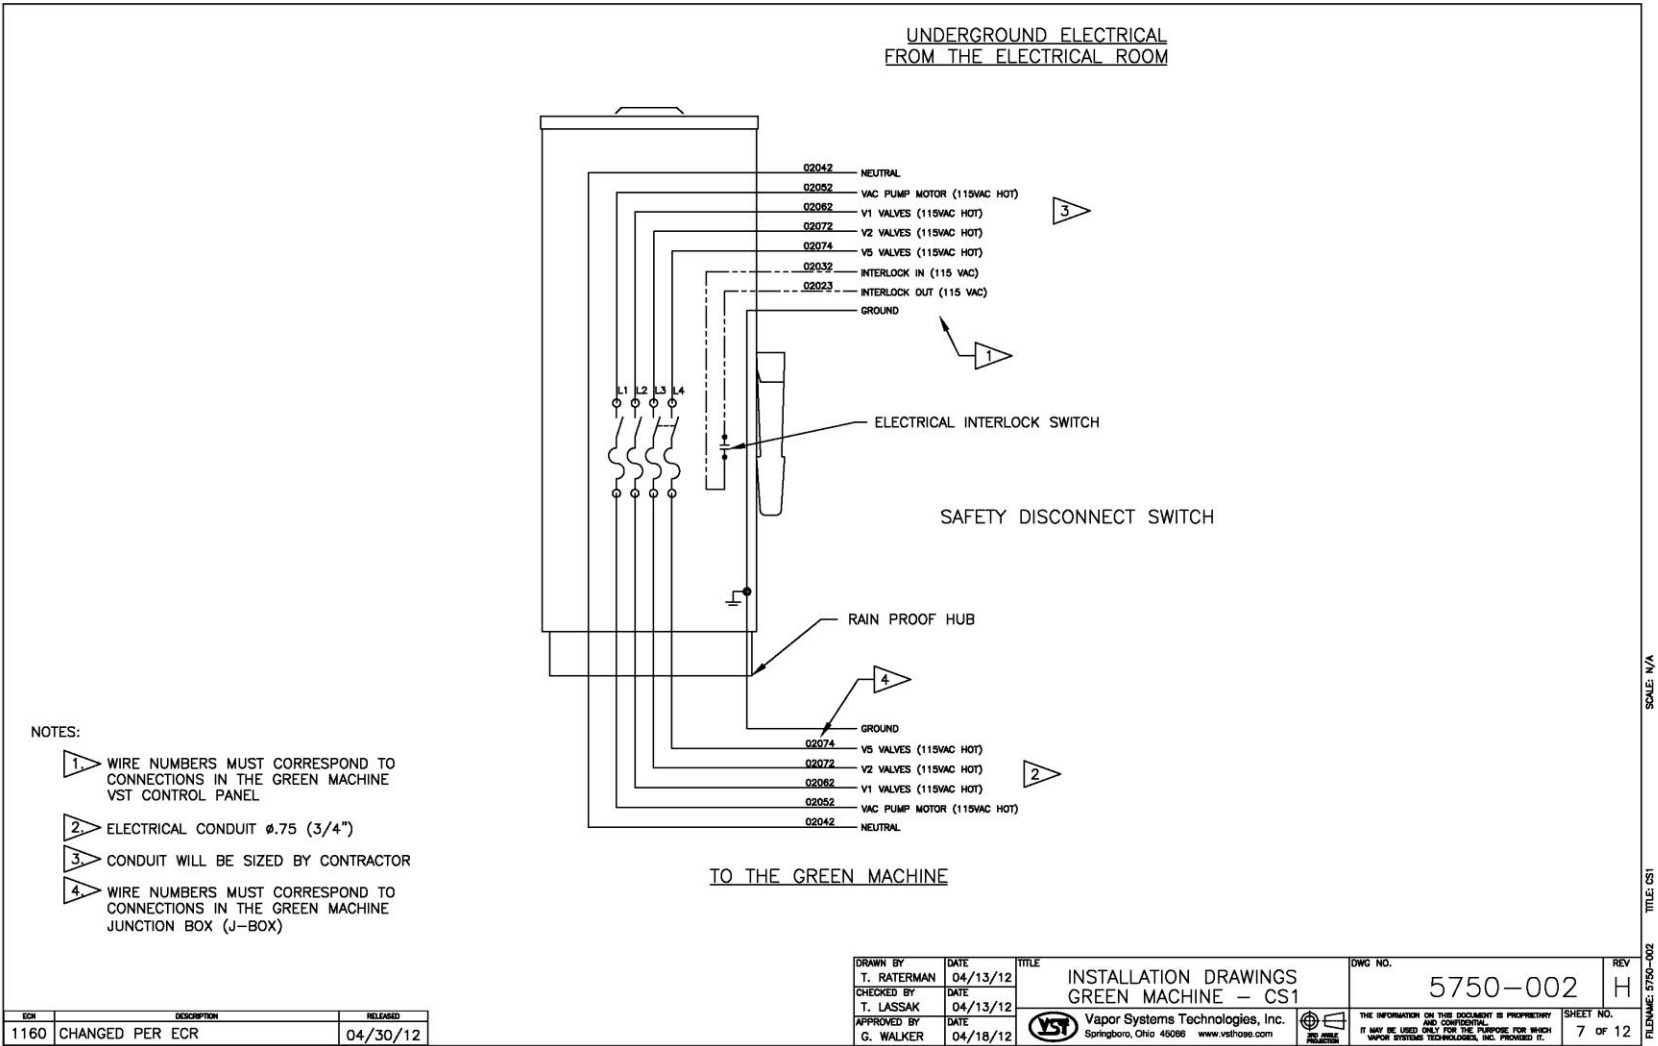 UNDERGROUND ELECTRICAL
FROM THE ELECTRICAL ROOM
02042 NEUTRAL
02052 VAC PUMP MOTOR (115VAC HOT)
02062 V1 VALVES (115VAC HOT)
3
02072 V2 VALVES (115VAC HOT)
02074 V5 VALVES (115VAC HOT)
02032 INTERLOCK IN (115 VAC)
02023 INTERLOCK OUT (115 VAC)
GROUND
1
L1 L2 L3 L4
ELECTRICAL INTERLOCK SWITCH
SAFETY DISCONNECT SWITCH
RAIN PROOF HUB
4
GROUND
02074 V5 VALVES (115VAC HOT)
02072 V2 VALVES (115VAC HOT)
2
02062 V1 VALVES (115VAC HOT)
02052 VAC PUMP MOTOR (115VAC HOT)
02042 NEUTRAL
TO THE GREEN MACHINE
NOTES:
1. WIRE NUMBERS MUST CORRESPOND TO
CONNECTIONS IN THE GREEN MACHINE
VST CONTROL PANEL
2. ELECTRICAL CONDUIT ø.75 (3/4")
3. CONDUIT WILL BE SIZED BY CONTRACTOR
4. WIRE NUMBERS MUST CORRESPOND TO
CONNECTIONS IN THE GREEN MACHINE
JUNCTION BOX (J-BOX)
ECN DESCRIPTION RELEASED
1160 CHANGED PER ECR 04/30/12
DRAWN BY DATE
T. RATERMAN 04/13/12
CHECKED BY DATE
T. LASSAK 04/13/12
APPROVED BY DATE
G. WALKER 04/18/12
TITLE
INSTALLATION DRAWINGS
GREEN MACHINE - CS1
VST
Vapor Systems Technologies, Inc.
Springboro, Ohio 45066 www.vsthose.com
3RD ANGLE
PROJECTION
DWG NO.
5750-002
REV
H
THE INFORMATION ON THIS DOCUMENT IS PROPRIETARY
AND CONFIDENTIAL.
IT MAY BE USED ONLY FOR THE PURPOSE FOR WHICH
VAPOR SYSTEMS TECHNOLOGIES, INC. PROVIDED IT.
SHEET NO.
7 OF 12
FILENAME: 5750-002 TITLE: CS1 SCALE: N/A